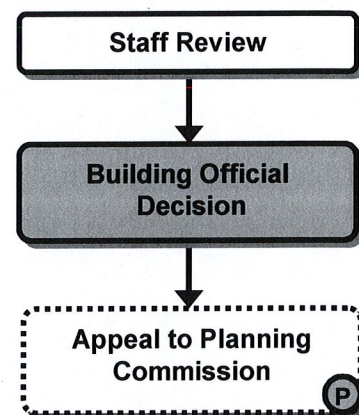 Staff Review
Building Official
Decision
Appeal to Planning
Commission
P